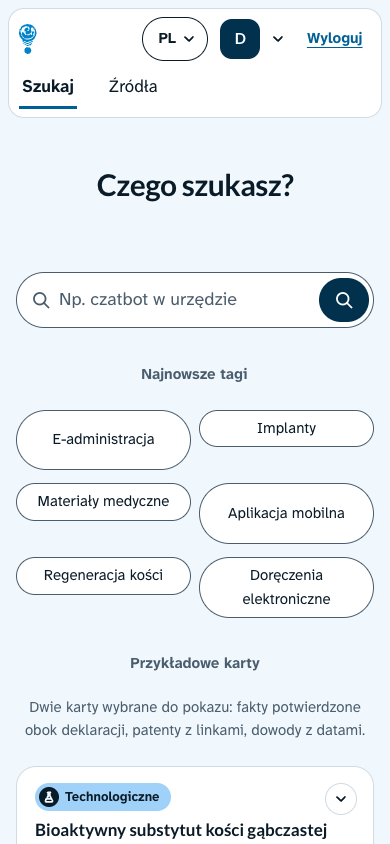 PL
D
Wyloguj
Szukaj
Źródła
Czego szukasz?
Np. czatbot w urzędzie
Najnowsze tagi
E-administracja
Implanty
Materiały medyczne
Aplikacja mobilna
Regeneracja kości
Doręczenia
elektroniczne
Przykładowe karty
Dwie karty wybrane do pokazu: fakty potwierdzone
obok deklaracji, patenty z linkami, dowody z datami.
Technologiczne
Bioaktywny substytut kości gąbczastej